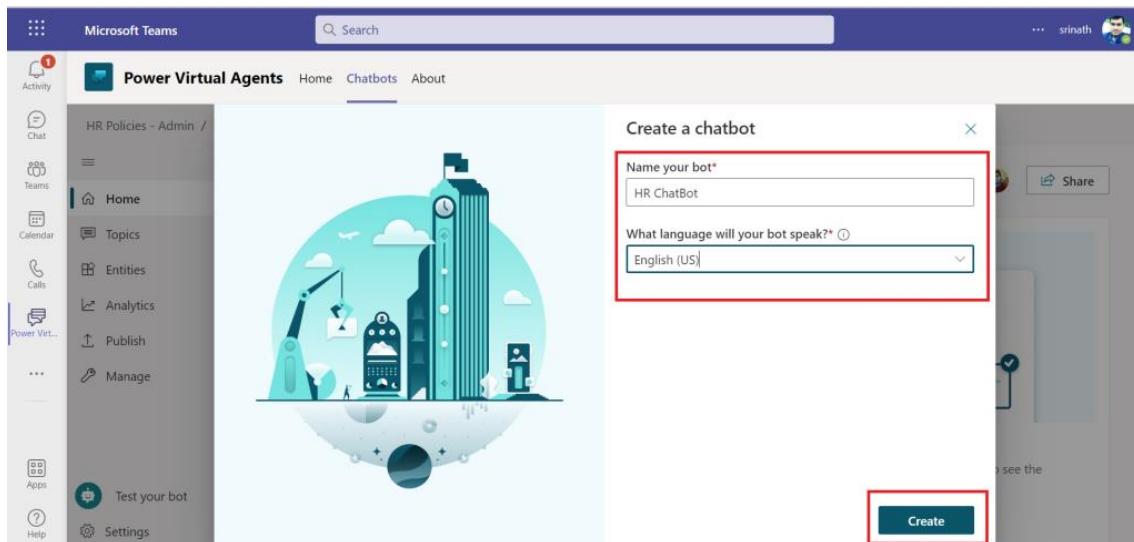 Microsoft Teams
Search
srinath
1
Activity
Power Virtual Agents Home Chatbots About
Chat
HR Policies - Admin /
Create a chatbot
Name your bot*
HR ChatBot
Teams
Home
Share
Calendar
Topics
What language will your bot speak?*
English (US)
Calls
Entities
Analytics
Power Virt...
Publish
Manage
Apps
see the
Test your bot
Create
Help
Settings